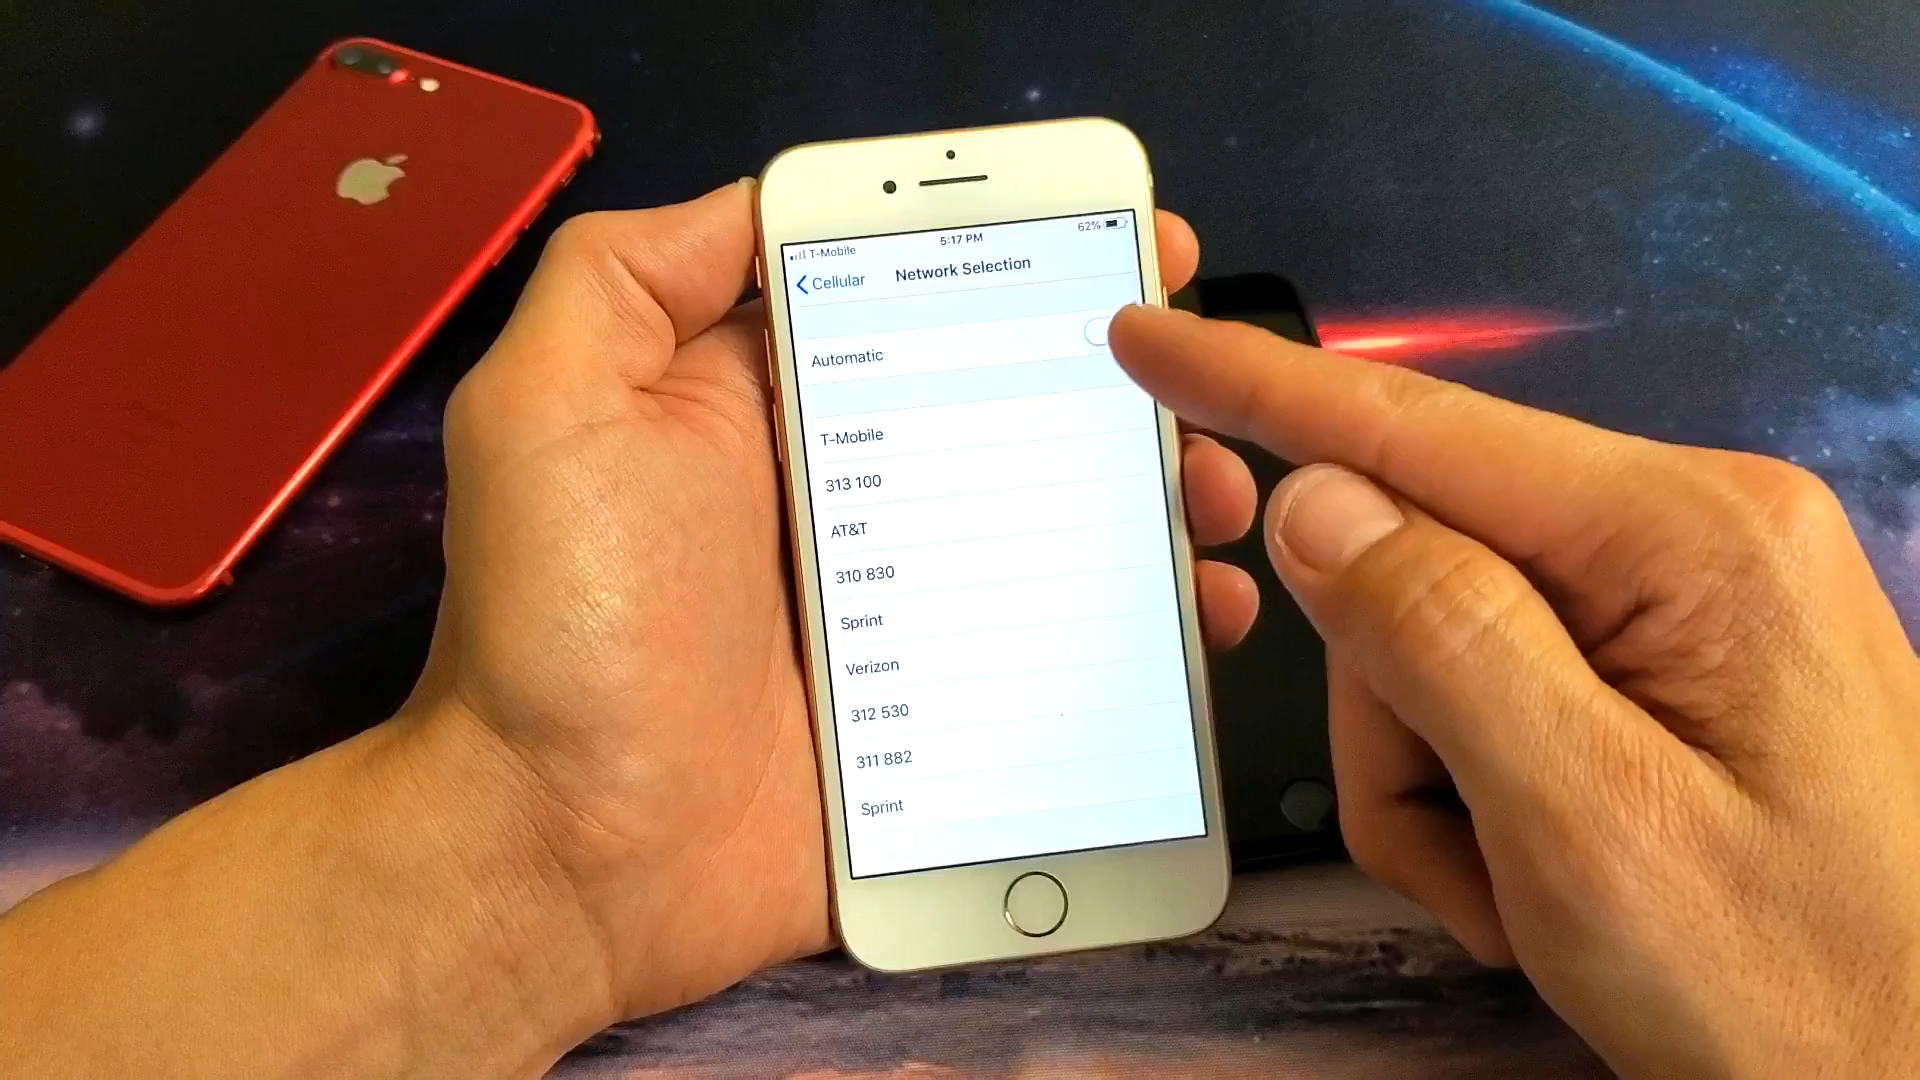 T-Mobile
5:17 PM
62%
Cellular
Network Selection
Automatic
T-Mobile
313 100
AT&T
310 830
Sprint
Verizon
312 530
311 882
Sprint